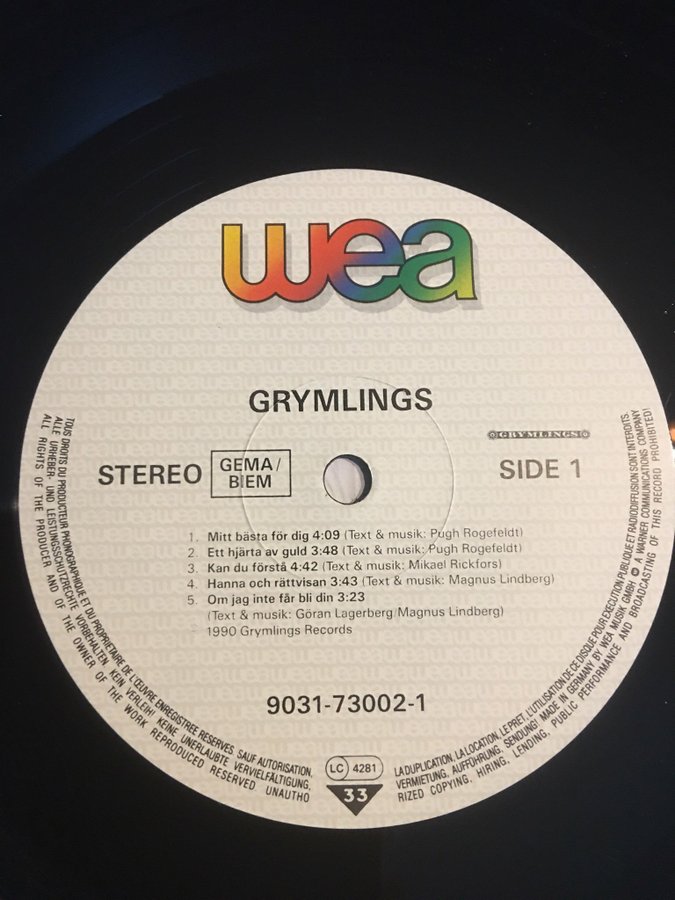 wea
GRYMLINGS
GRYMLINGS
STEREO
GEMA/
BIEM
SIDE 1
1. Mitt bästa för dig 4:09 (Text & musik: Pugh Rogefeldt)
2. Ett hjärta av guld 3:48 (Text & musik: Pugh Rogefeldt)
3. Kan du förstå 4:42 (Text & musik: Mikael Rickfors)
4. Hanna och rättvisan 3:43 (Text & musik: Magnus Lindberg)
5. Om jag inte får bli din 3:23
(Text & musik: Göran Lagerberg/Magnus Lindberg)
1990 Grymlings Records
9031-73002-1
LC 4281
33
TOUS DROITS DU PRODUCTEUR PHONOGRAPHIQUE ET DU PROPRIETAIRE DE L'ŒUVRE ENREGISTREE RESERVES SAUF AUTORISATION, LA DUPLICATION, LA LOCATION, LE PRET, L'UTILISATION DE CE DISQUE POUR EXECUTION PUBLIQUE ET RADIODIFFUSION SONT INTERDITS.
ALLE URHEBER- UND LEISTUNGSSCHUTZRECHTE VORBEHALTEN KEIN VERLEIH! KEINE UNERLAUBTE VERVIELFÄLTIGUNG, VERMIETUNG, AUFFÜHRUNG, SENDUNG! MADE IN GERMANY BY WEA MUSIK GMBH A WARNER COMMUNICATIONS COMPANY
ALL RIGHTS OF THE PRODUCER AND OF THE OWNER OF THE WORK REPRODUCED RESERVED UNAUTHORIZED COPYING, HIRING, LENDING, PUBLIC PERFORMANCE AND BROADCASTING OF THIS RECORD PROHIBITED!